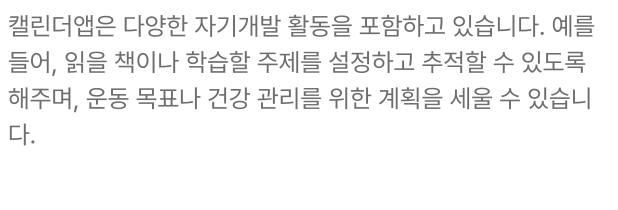 캘린더앱은 다양한 자기개발 활동을 포함하고 있습니다. 예를
들어, 읽을 책이나 학습할 주제를 설정하고 추적할 수 있도록
해주며, 운동 목표나 건강 관리를 위한 계획을 세울 수 있습니
다.